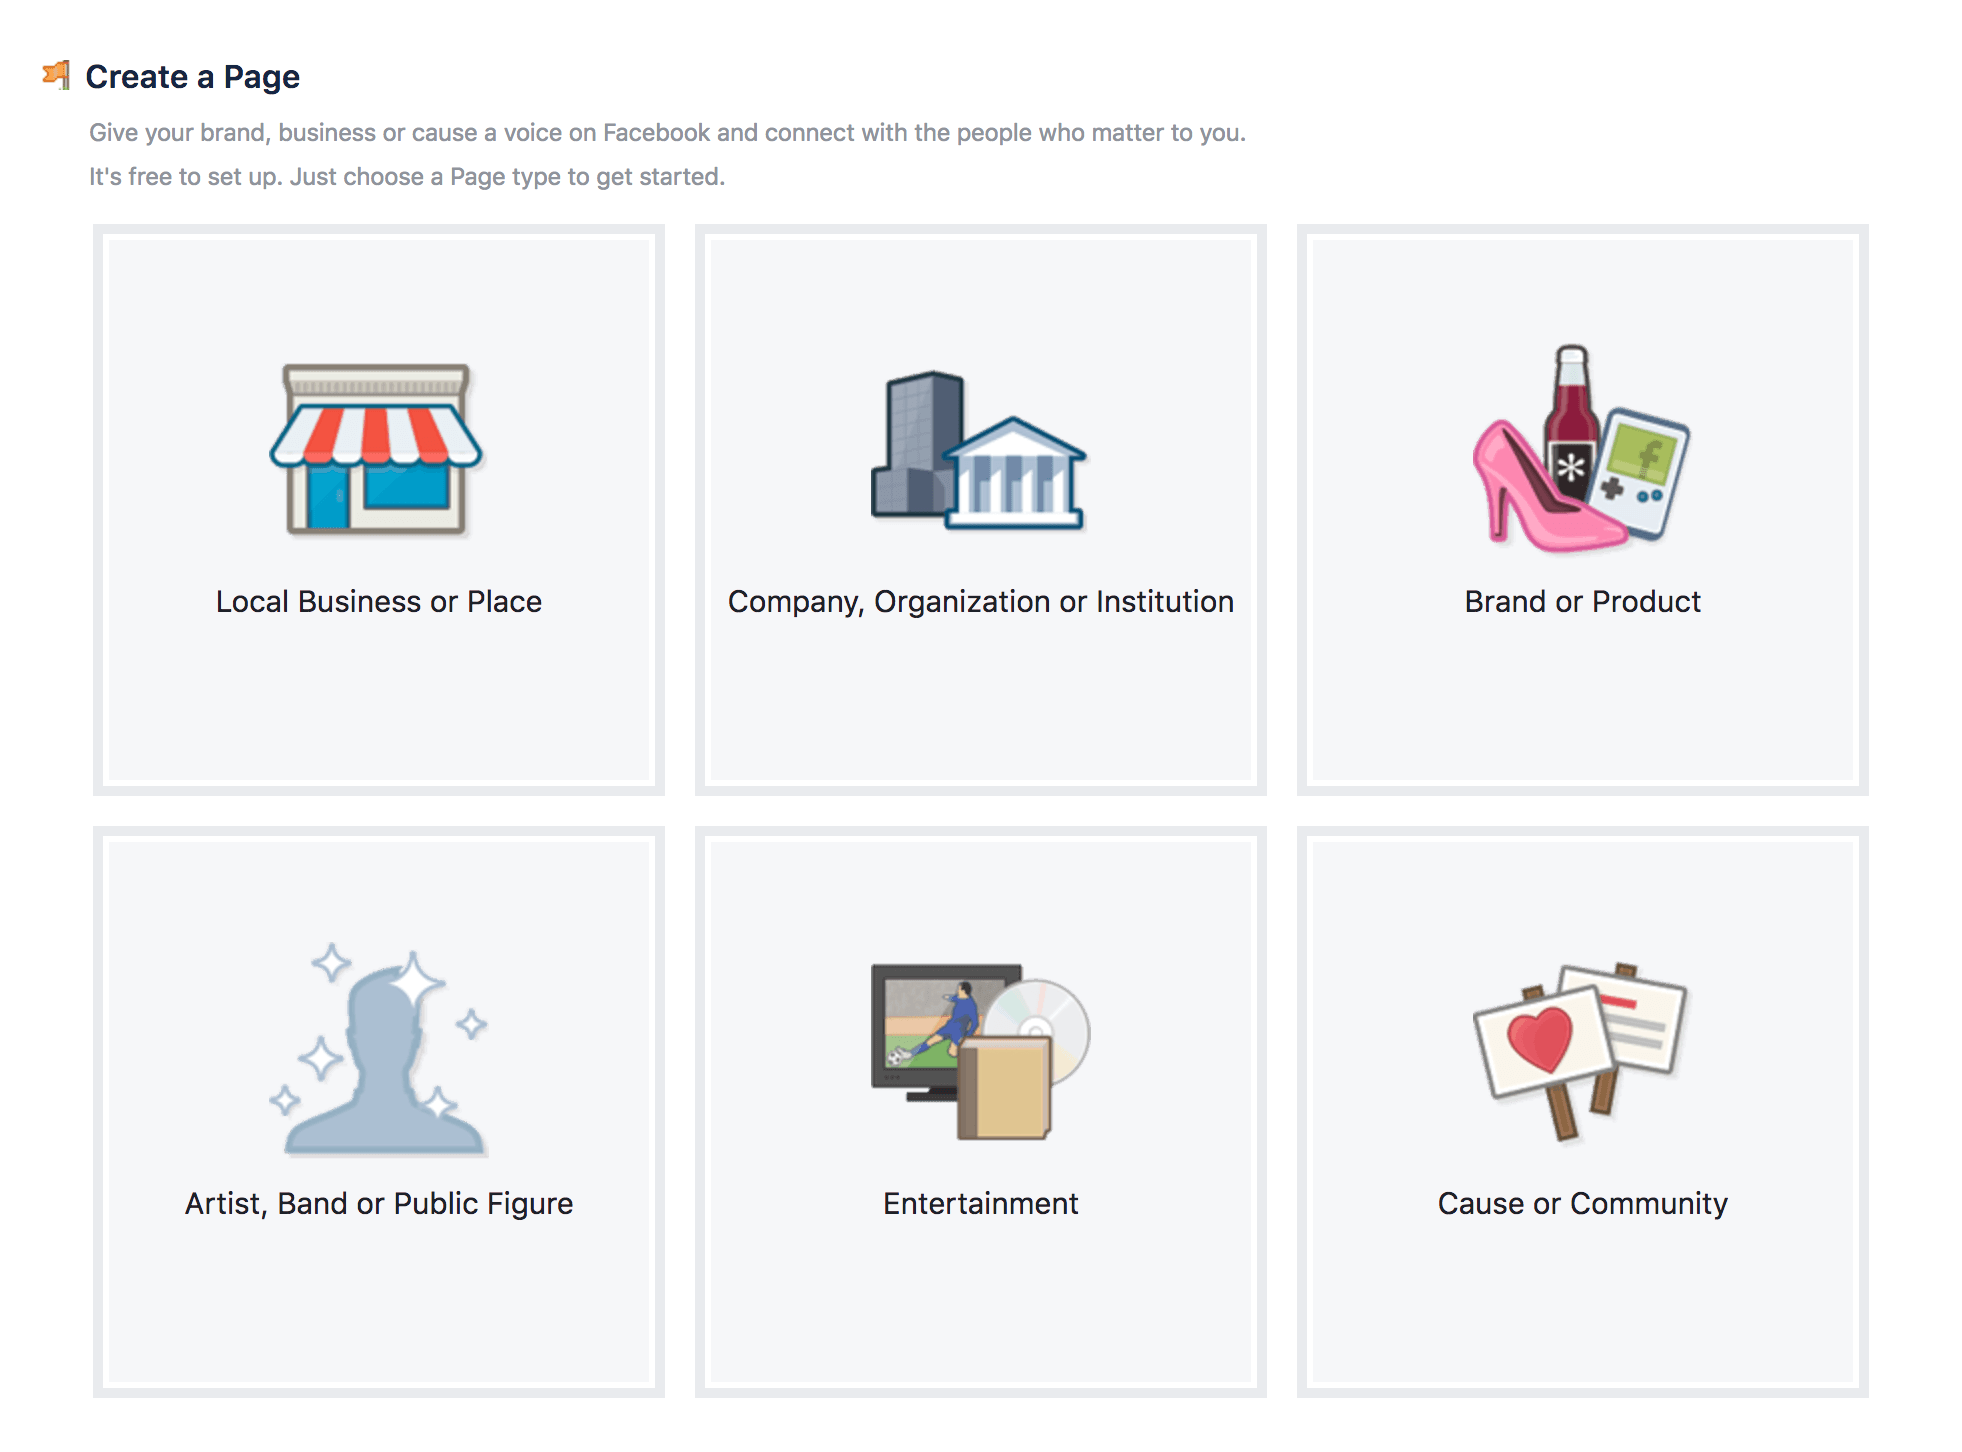 Create a Page
Give your brand, business or cause a voice on Facebook and connect with the people who matter to you.
It's free to set up. Just choose a Page type to get started.
Local Business or Place
Company, Organization or Institution
Brand or Product
Artist, Band or Public Figure
Entertainment
Cause or Community